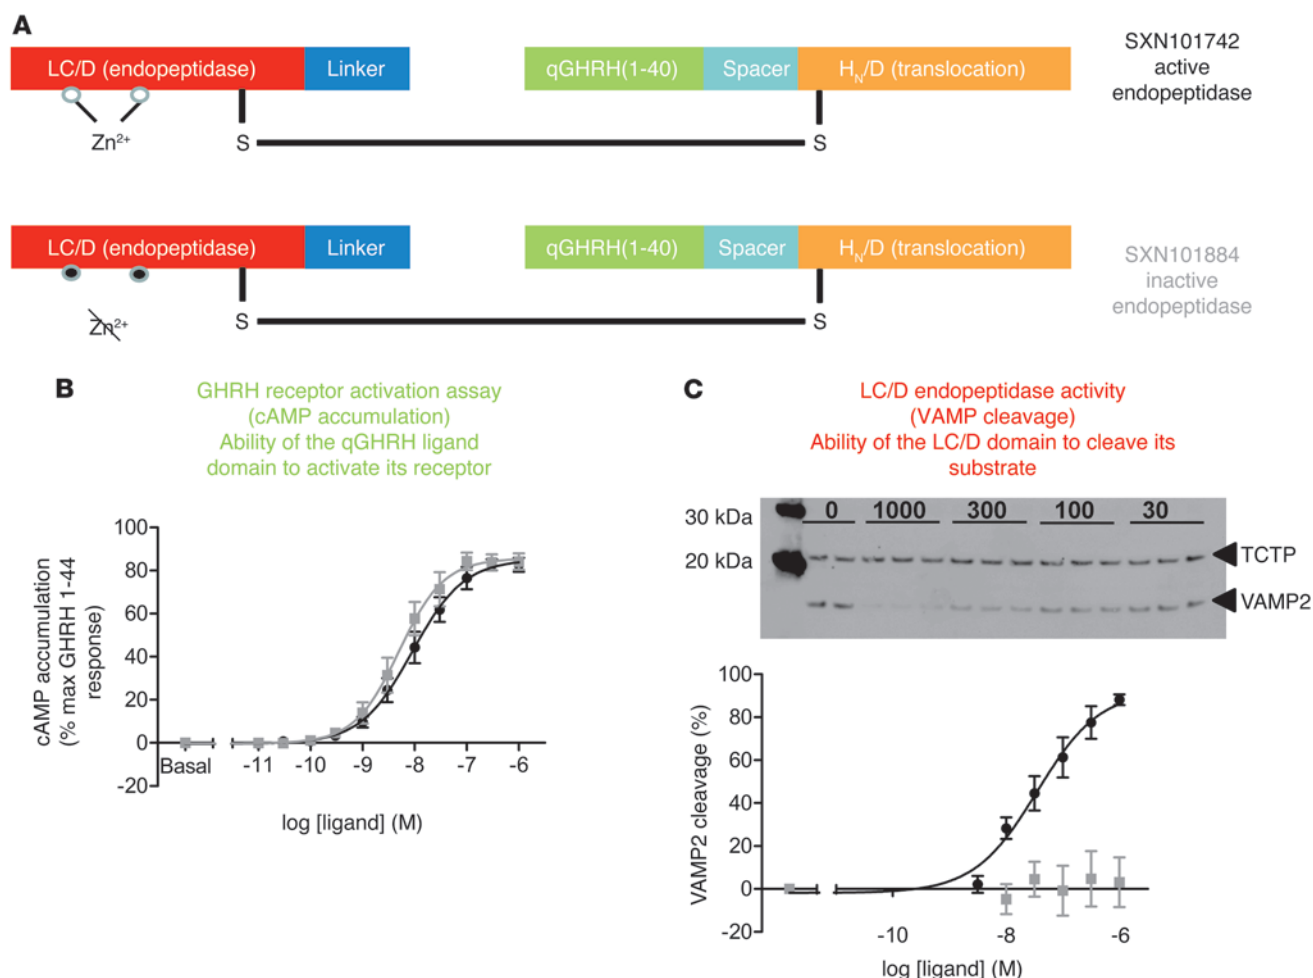 A
LC/D (endopeptidase)
Linker
qGHRH(1-40)
Spacer
H_N/D (translocation)
SXN101742
active
endopeptidase
Zn²⁺
S
S
LC/D (endopeptidase)
Linker
qGHRH(1-40)
Spacer
H_N/D (translocation)
SXN101884
inactive
endopeptidase
Zn²⁺
S
S
B
GHRH receptor activation assay
(cAMP accumulation)
Ability of the qGHRH ligand
domain to activate its receptor
cAMP accumulation
(% max GHRH 1-44
response)
100
80
60
40
20
0
-20
Basal
-11
-10
-9
-8
-7
-6
log [ligand] (M)
C
LC/D endopeptidase activity
(VAMP cleavage)
Ability of the LC/D domain to cleave its
substrate
30 kDa
20 kDa
0
1000
300
100
30
TCTP
VAMP2
VAMP2 cleavage (%)
100
80
60
40
20
0
-20
-10
-8
-6
log [ligand] (M)